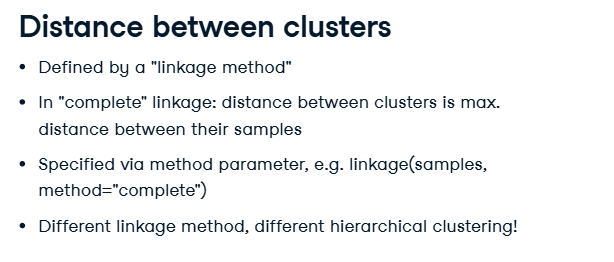 Distance between clusters
• Defined by a "linkage method"
• In "complete" linkage: distance between clusters is max.
distance between their samples
• Specified via method parameter, e.g. linkage(samples,
method="complete")
• Different linkage method, different hierarchical clustering!